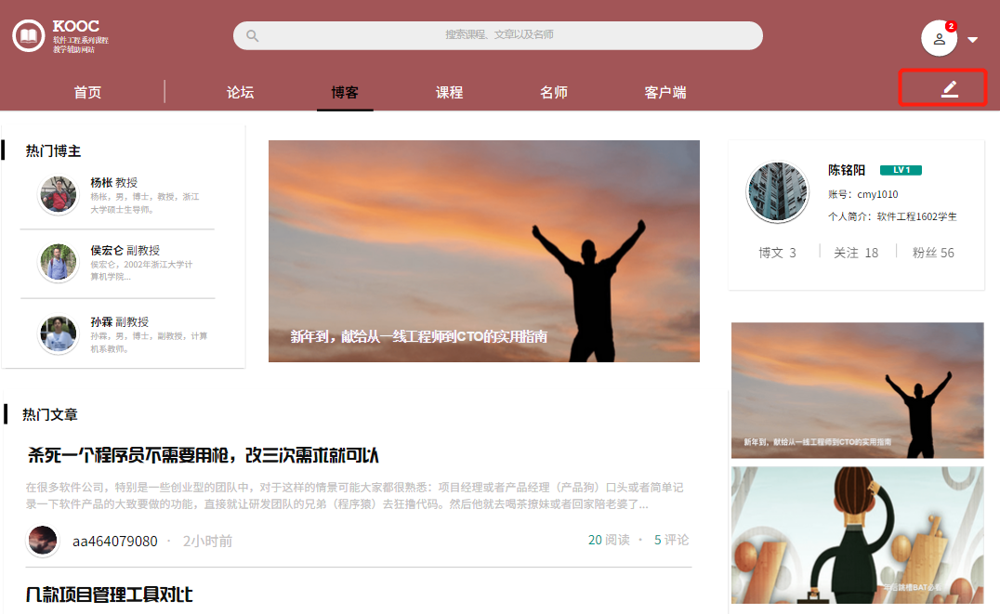 KOOC
软件工程系列课程
教学辅助网站
搜索课程、文章以及名师
2
首页
论坛
博客
课程
名师
客户端
热门博主
杨枨 教授
杨枨，男，博士，教授，浙江
大学硕士生导师。
侯宏仑 副教授
侯宏仑，2002年浙江大学计
算机学院...
孙霖 副教授
孙霖，男，博士，副教授，计算
机系教师。
新年到，献给从一线工程师到CTO的实用指南
陈铭阳 LV1
账号：cmy1010
个人简介：软件工程1602学生
博文 3
关注 18
粉丝 56
热门文章
杀死一个程序员不需要用枪，改三次需求就可以
在很多软件公司，特别是一些创业型的团队中，对于这样的情景可能大家都很熟悉：项目经理或者产品经理（产品狗）口头或者简单记
录一下软件产品的大致要做的功能，直接就让研发团队的兄弟（程序猿）去狂撸代码。然后他就去喝茶撩妹或者回家陪老婆了...
aa464079080 · 2小时前
20 阅读 · 5 评论
几款项目管理工具对比
新年到，献给从一线工程师到CTO的实用指南
年后跳槽BAT必看